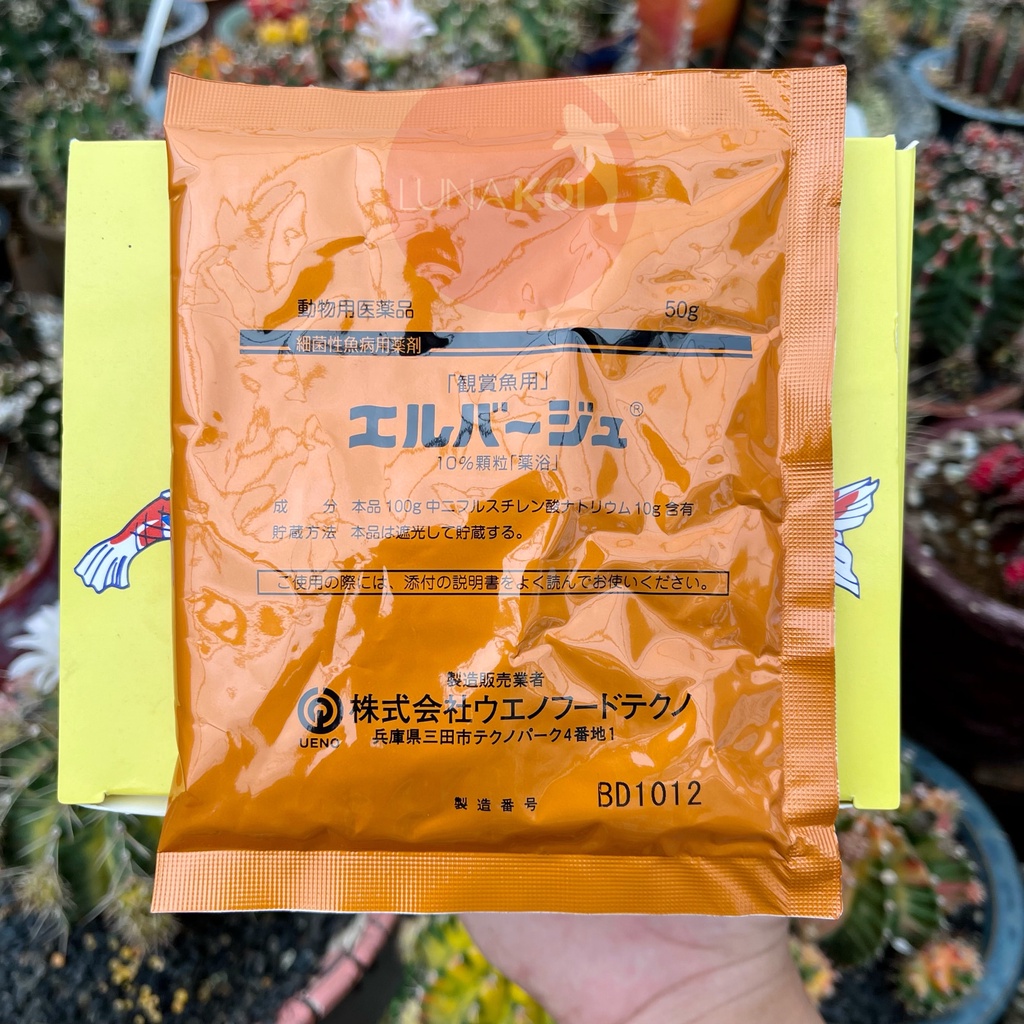 LUNA KOI
動物用医薬品 50g
細菌性魚病用薬剤
「観賞魚用」
エルバージュ®
10%顆粒「薬浴」
成 分 本品100g中ニフルスチレン酸ナトリウム10g含有
貯蔵方法 本品は遮光して貯蔵する。
ご使用の際には、添付の説明書をよく読んでお使いください。
製造販売業者
株式会社ウエノフードテクノ
UENO
兵庫県三田市テクノパーク4番地1
製造番号 BD1012